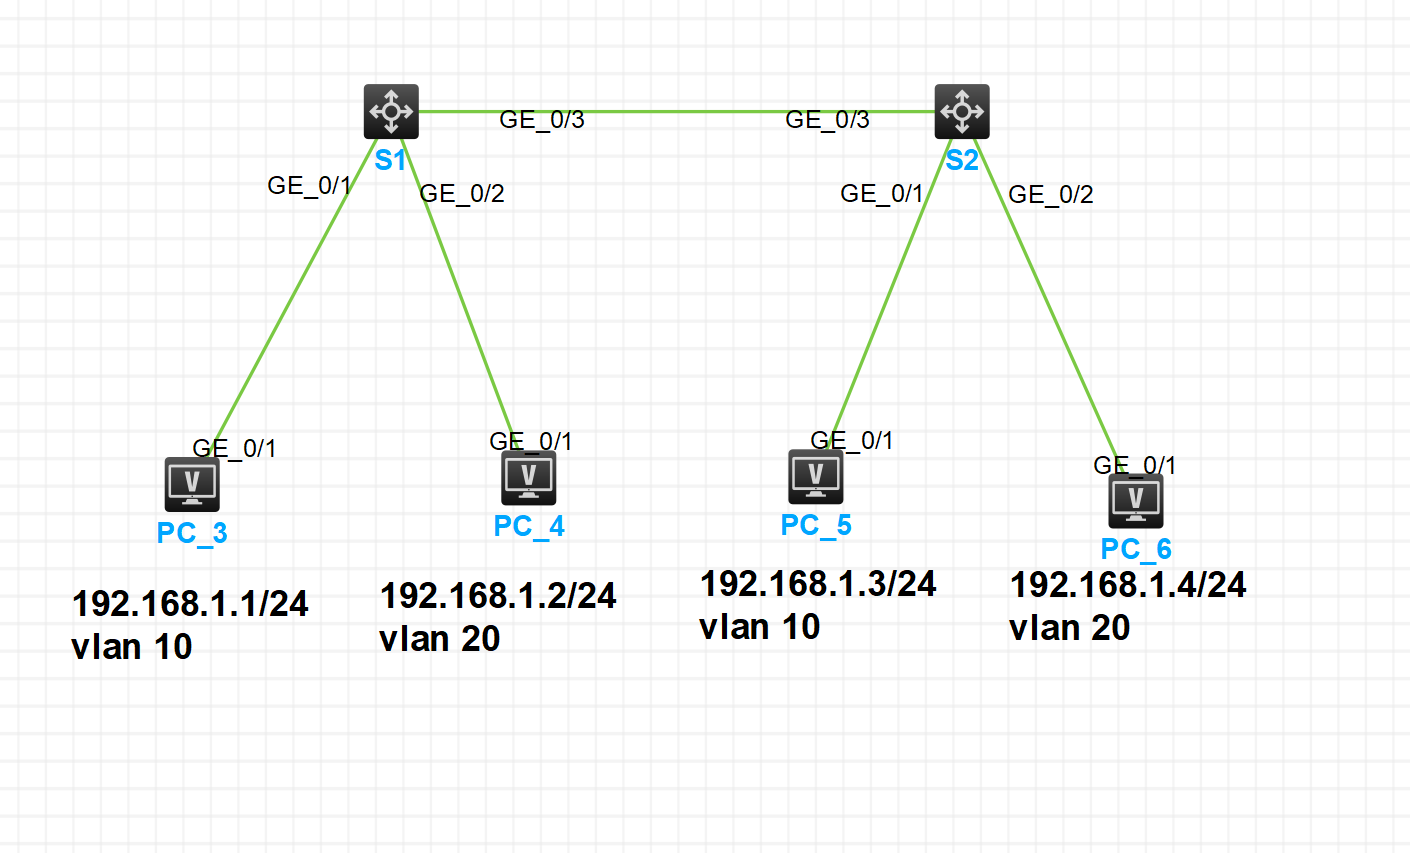 GE_0/3
GE_0/3
S1
S2
GE_0/1
GE_0/2
GE_0/1
GE_0/2
GE_0/1
GE_0/1
GE_0/1
GE_0/1
V
V
V
V
PC_3
PC_4
PC_5
PC_6
192.168.1.1/24
vlan 10
192.168.1.2/24
vlan 20
192.168.1.3/24
vlan 10
192.168.1.4/24
vlan 20